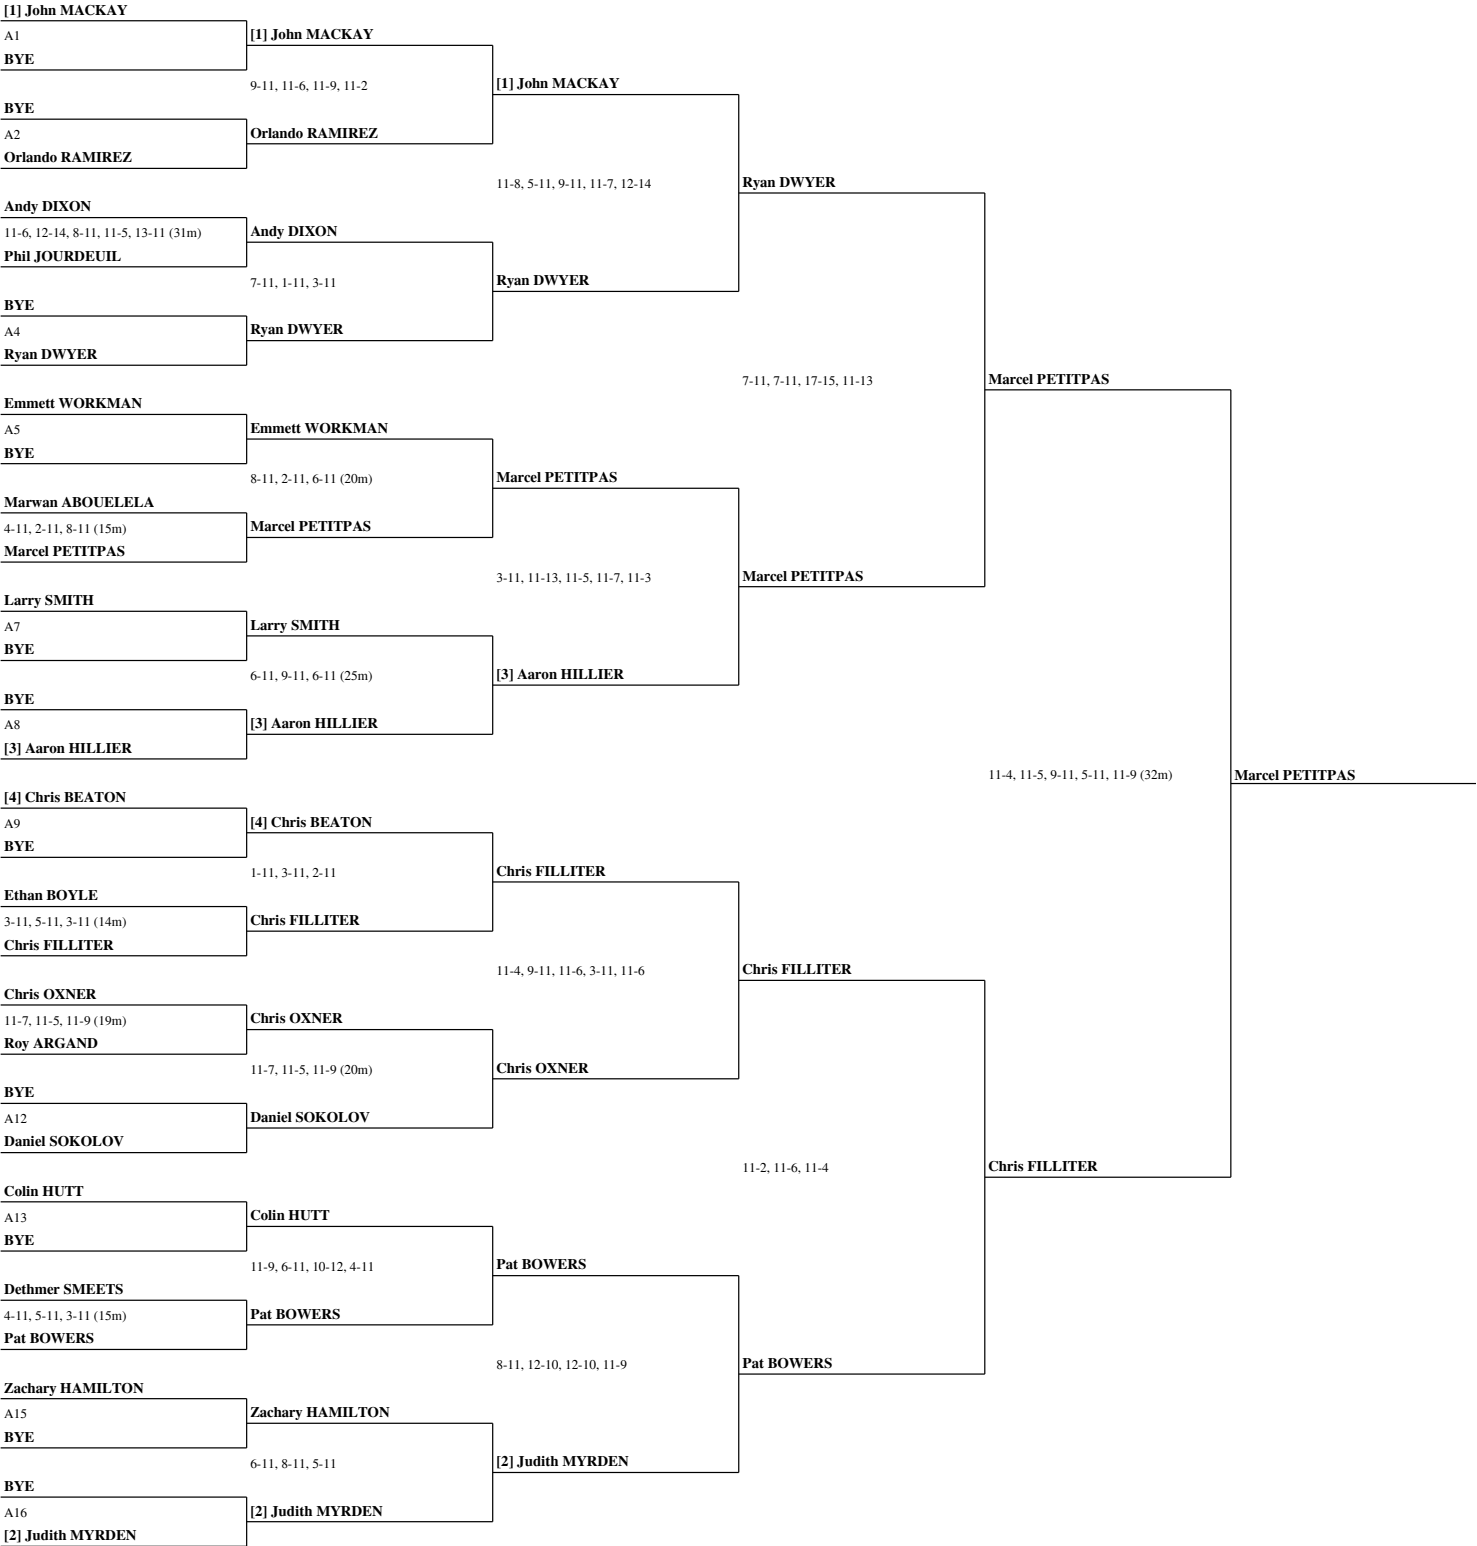 [1] John MACKAY
A1
BYE
BYE
A2
Orlando RAMIREZ
Andy DIXON
11-6, 12-14, 8-11, 11-5, 13-11 (31m)
Phil JOURDEUIL
BYE
A4
Ryan DWYER
Emmett WORKMAN
A5
BYE
Marwan ABOUELELA
4-11, 2-11, 8-11 (15m)
Marcel PETITPAS
Larry SMITH
A7
BYE
BYE
A8
[3] Aaron HILLIER
[4] Chris BEATON
A9
BYE
Ethan BOYLE
3-11, 5-11, 3-11 (14m)
Chris FILLITER
Chris OXNER
11-7, 11-5, 11-9 (19m)
Roy ARGAND
BYE
A12
Daniel SOKOLOV
Colin HUTT
A13
BYE
Dethmer SMEETS
4-11, 5-11, 3-11 (15m)
Pat BOWERS
Zachary HAMILTON
A15
BYE
BYE
A16
[2] Judith MYRDEN
[1] John MACKAY
9-11, 11-6, 11-9, 11-2
Orlando RAMIREZ
Andy DIXON
7-11, 1-11, 3-11
Ryan DWYER
Emmett WORKMAN
8-11, 2-11, 6-11 (20m)
Marcel PETITPAS
Larry SMITH
6-11, 9-11, 6-11 (25m)
[3] Aaron HILLIER
[4] Chris BEATON
1-11, 3-11, 2-11
Chris FILLITER
Chris OXNER
11-7, 11-5, 11-9 (20m)
Daniel SOKOLOV
Colin HUTT
11-9, 6-11, 10-12, 4-11
Pat BOWERS
Zachary HAMILTON
6-11, 8-11, 5-11
[2] Judith MYRDEN
[1] John MACKAY
11-8, 5-11, 9-11, 11-7, 12-14
Ryan DWYER
Marcel PETITPAS
3-11, 11-13, 11-5, 11-7, 11-3
[3] Aaron HILLIER
Chris FILLITER
11-4, 9-11, 11-6, 3-11, 11-6
Chris OXNER
Pat BOWERS
8-11, 12-10, 12-10, 11-9
[2] Judith MYRDEN
Ryan DWYER
7-11, 7-11, 17-15, 11-13
Marcel PETITPAS
Chris FILLITER
11-2, 11-6, 11-4
Pat BOWERS
Marcel PETITPAS
11-4, 11-5, 9-11, 5-11, 11-9 (32m)
Chris FILLITER
Marcel PETITPAS